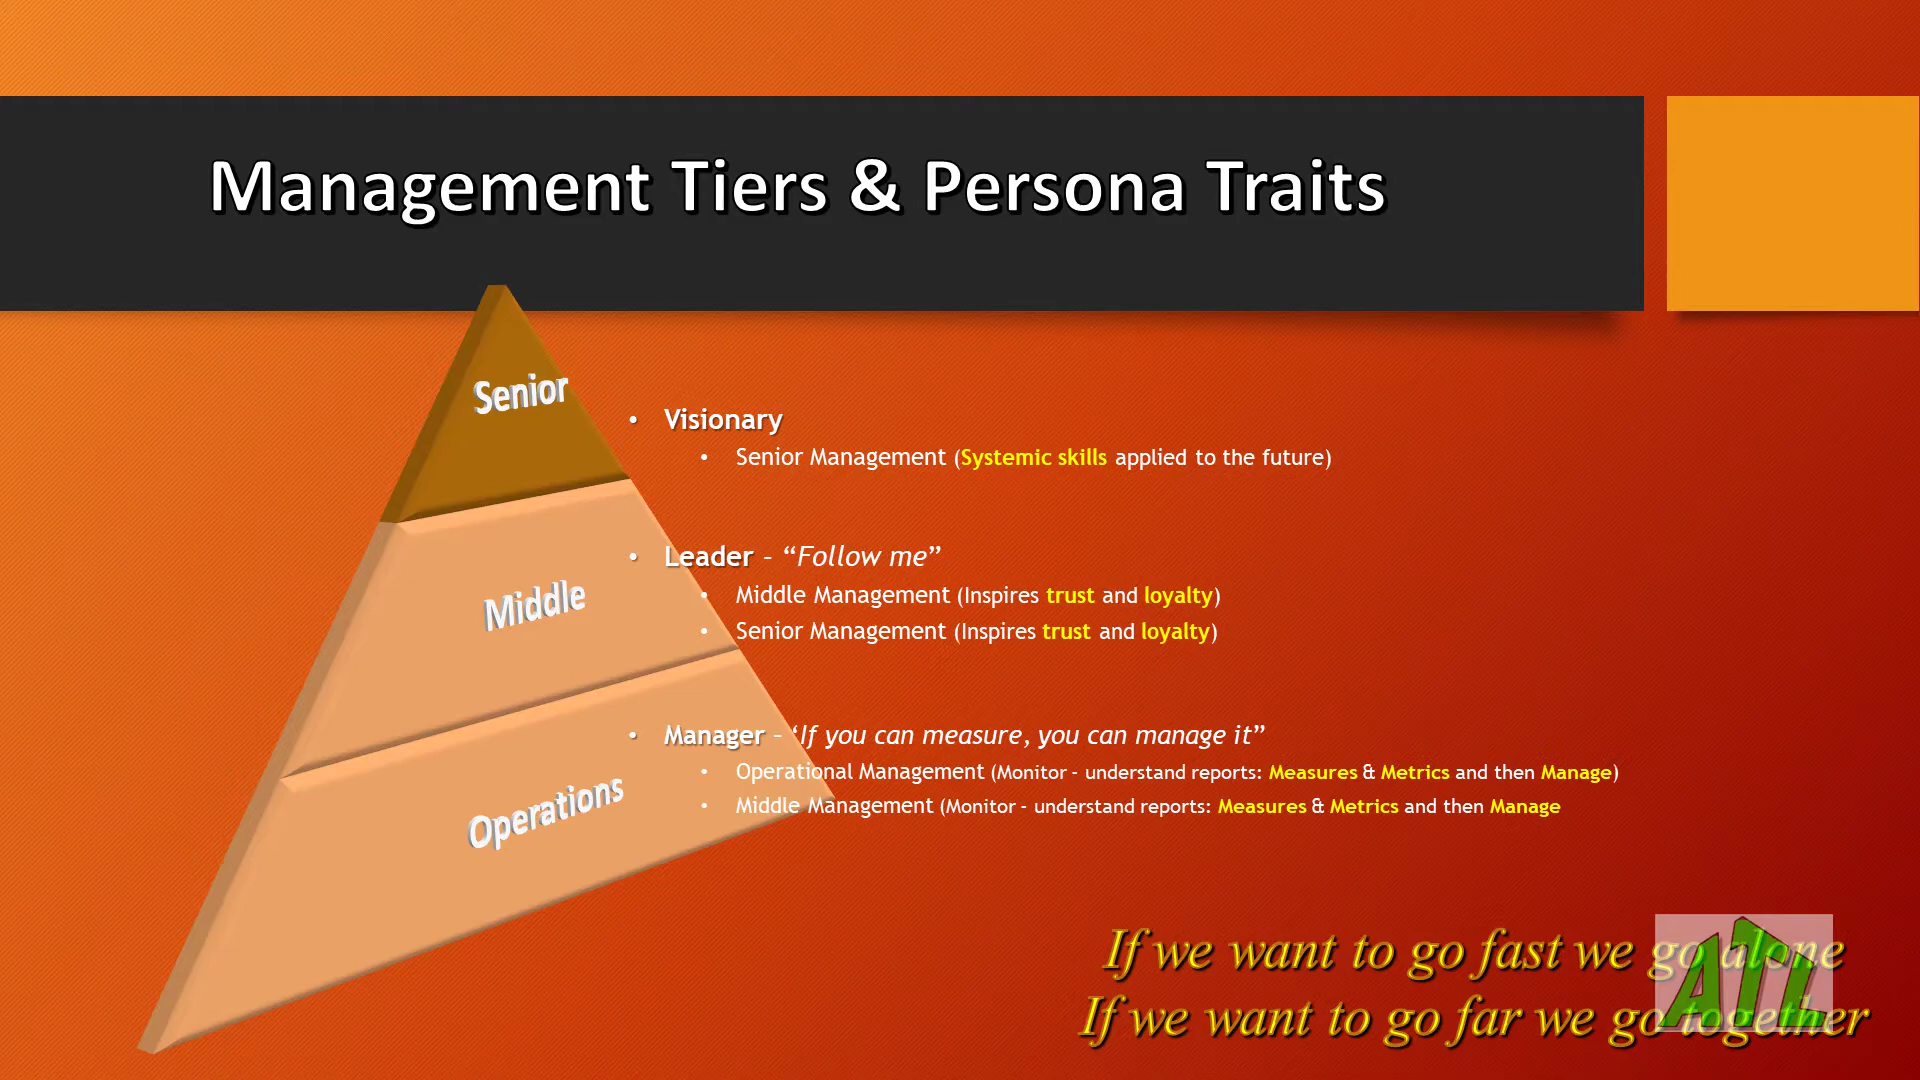 Management Tiers & Persona Traits
Senior
• Visionary
• Senior Management (Systemic skills applied to the future)
Middle
• Leader – “Follow me”
• Middle Management (Inspires trust and loyalty)
• Senior Management (Inspires trust and loyalty)
Operations
• Manager – ‘If you can measure, you can manage it”
• Operational Management (Monitor - understand reports: Measures & Metrics and then Manage)
• Middle Management (Monitor - understand reports: Measures & Metrics and then Manage
If we want to go fast we go alone
If we want to go far we go together